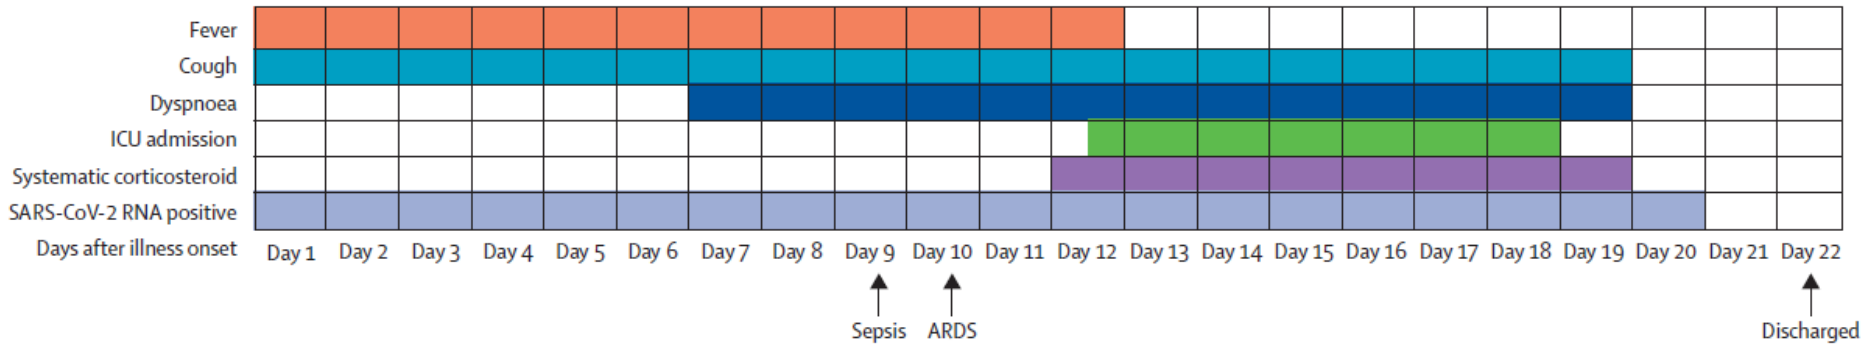 Fever
Cough
Dyspnoea
ICU admission
Systematic corticosteroid
SARS-CoV-2 RNA positive
Days after illness onset Day 1 Day 2 Day 3 Day 4 Day 5 Day 6 Day 7 Day 8 Day 9 Day 10 Day 11 Day 12 Day 13 Day 14 Day 15 Day 16 Day 17 Day 18 Day 19 Day 20 Day 21 Day 22
Sepsis ARDS Discharged